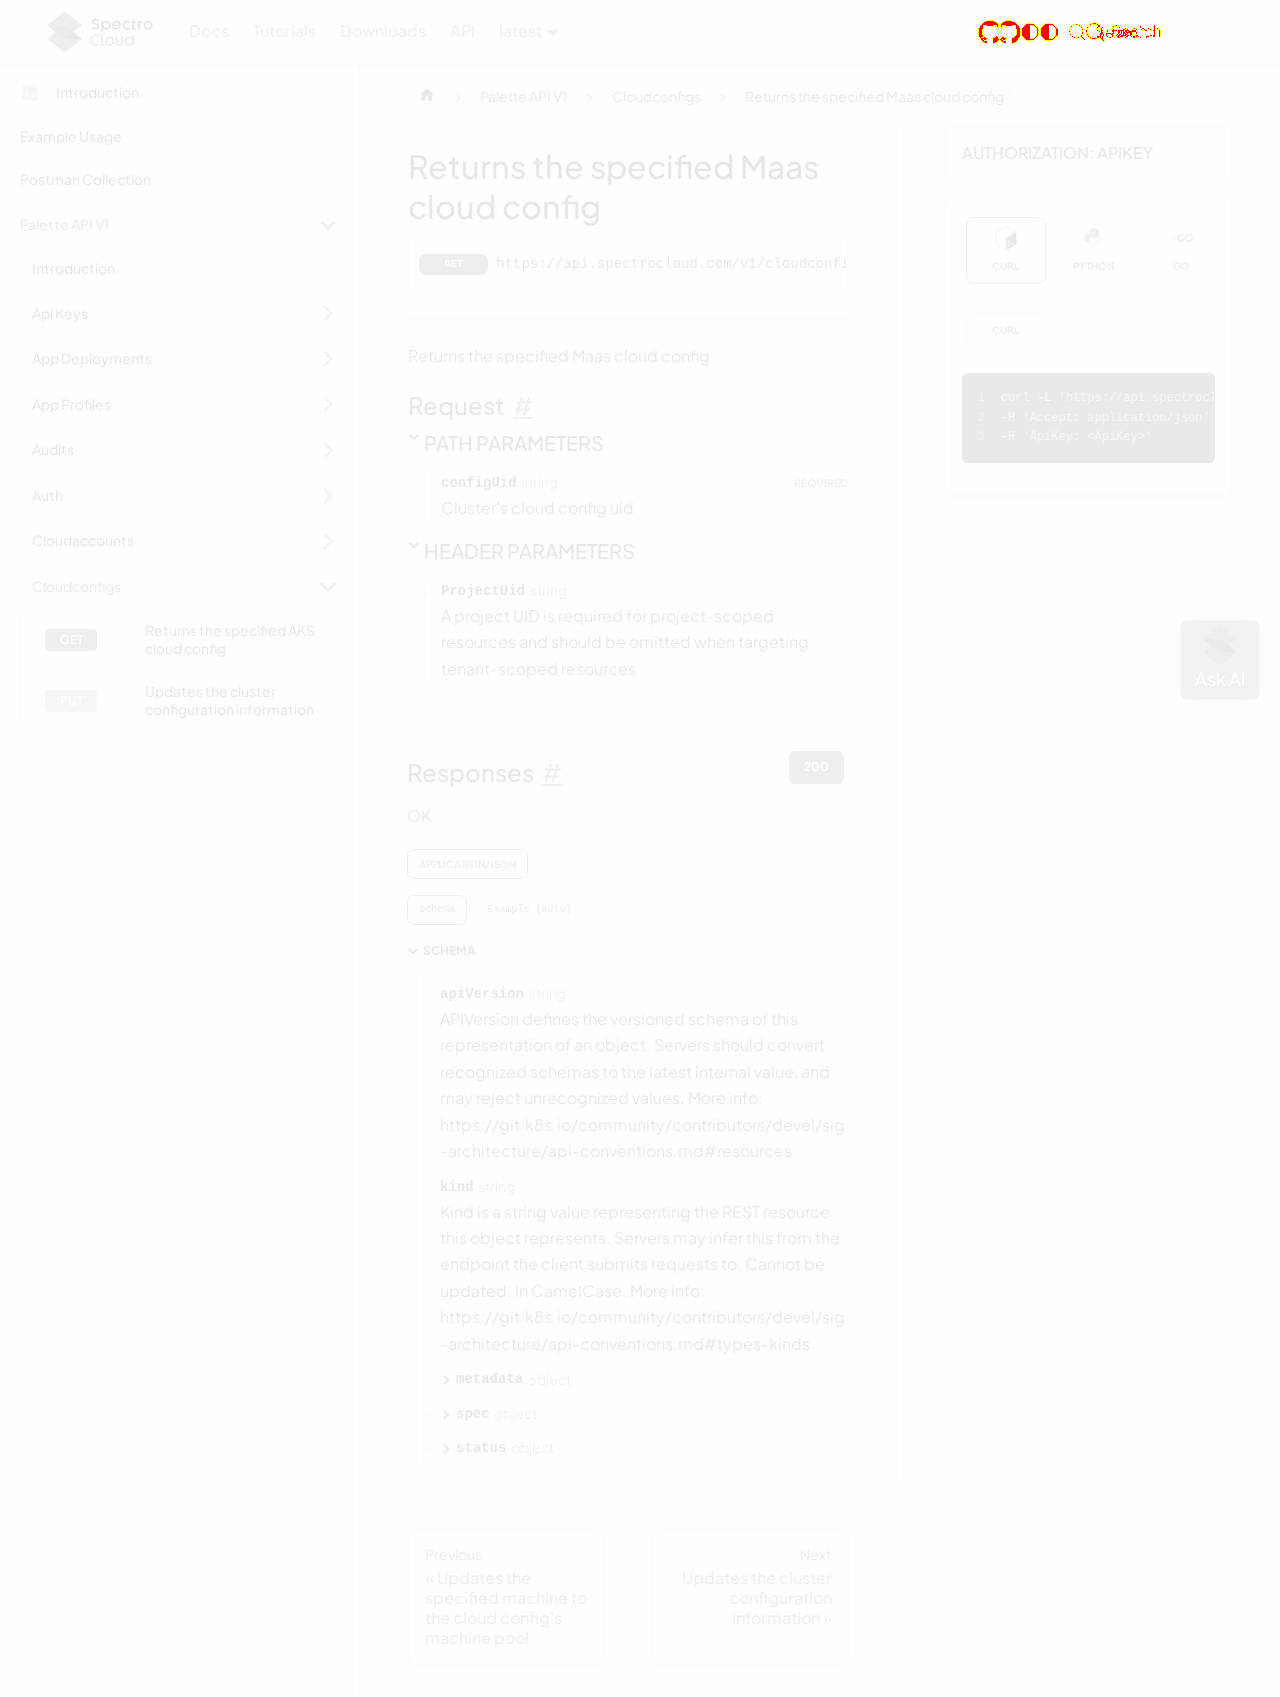 Spectro
Cloud
Docs
Tutorials
Downloads
API
latest
Search
Introduction
Example Usage
Postman Collection
Palette API V1
Introduction
Api Keys
App Deployments
App Profiles
Audits
Auth
Cloudaccounts
Cloudconfigs
GET
Returns the specified AKS
cloud config
PUT
Updates the cluster
configuration information
Palette API V1
Cloudconfigs
Returns the specified Maas cloud config
Returns the specified Maas
cloud config
GET
https://api.spectrocloud.com/v1/cloudconfi
Returns the specified Maas cloud config
Request #
PATH PARAMETERS
configUid string
REQUIRED
Cluster's cloud config uid
HEADER PARAMETERS
ProjectUid string
A project UID is required for project-scoped
resources and should be omitted when targeting
tenant-scoped resources
Responses #
200
OK
APPLICATION/JSON
Schema
Example (auto)
SCHEMA
apiVersion string
APIVersion defines the versioned schema of this
representation of an object. Servers should convert
recognized schemas to the latest internal value, and
may reject unrecognized values. More info:
https://git.k8s.io/community/contributors/devel/sig
-architecture/api-conventions.md#resources
kind string
Kind is a string value representing the REST resource
this object represents. Servers may infer this from the
endpoint the client submits requests to. Cannot be
updated. In CamelCase. More info:
https://git.k8s.io/community/contributors/devel/sig
-architecture/api-conventions.md#types-kinds
metadata object
spec object
status object
Previous
« Updates the
specified machine to
the cloud config's
machine pool
Next
Updates the cluster
configuration
information »
AUTHORIZATION: APIKEY
CURL
PYTHON
GO
GO
CURL
1 curl -L 'https://api.spectrocl
2 -H 'Accept: application/json'
3 -H 'ApiKey: <ApiKey>'
Ask AI